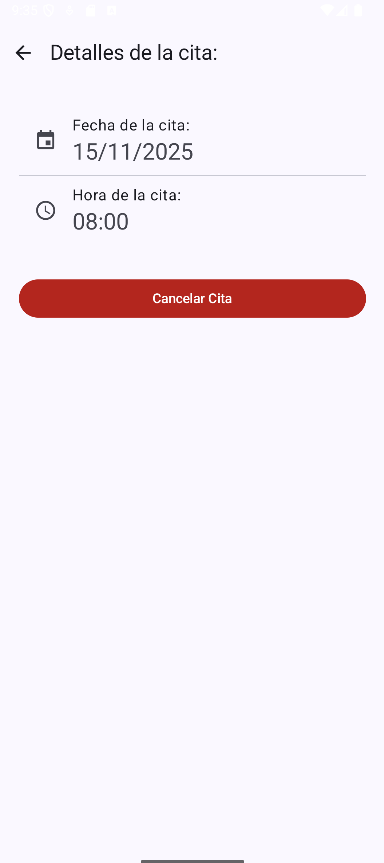 Detalles de la cita:
Fecha de la cita:
15/11/2025
Hora de la cita:
08:00
Cancelar Cita